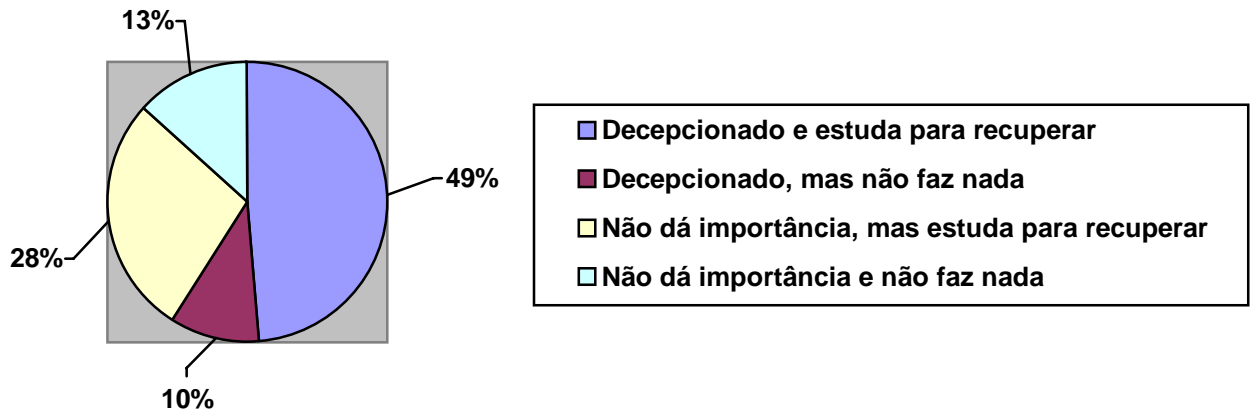 13%
49%
28%
10%
Decepcionado e estuda para recuperar
Decepcionado, mas não faz nada
Não dá importância, mas estuda para recuperar
Não dá importância e não faz nada